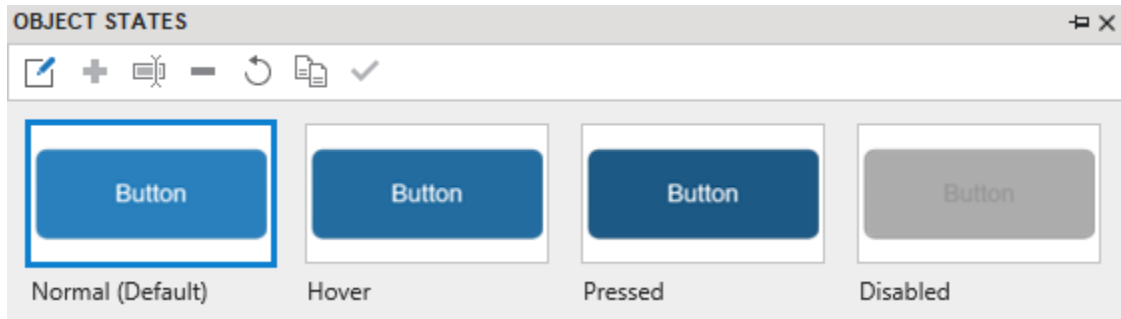 OBJECT STATES
Button Button Button Button
Normal (Default) Hover Pressed Disabled